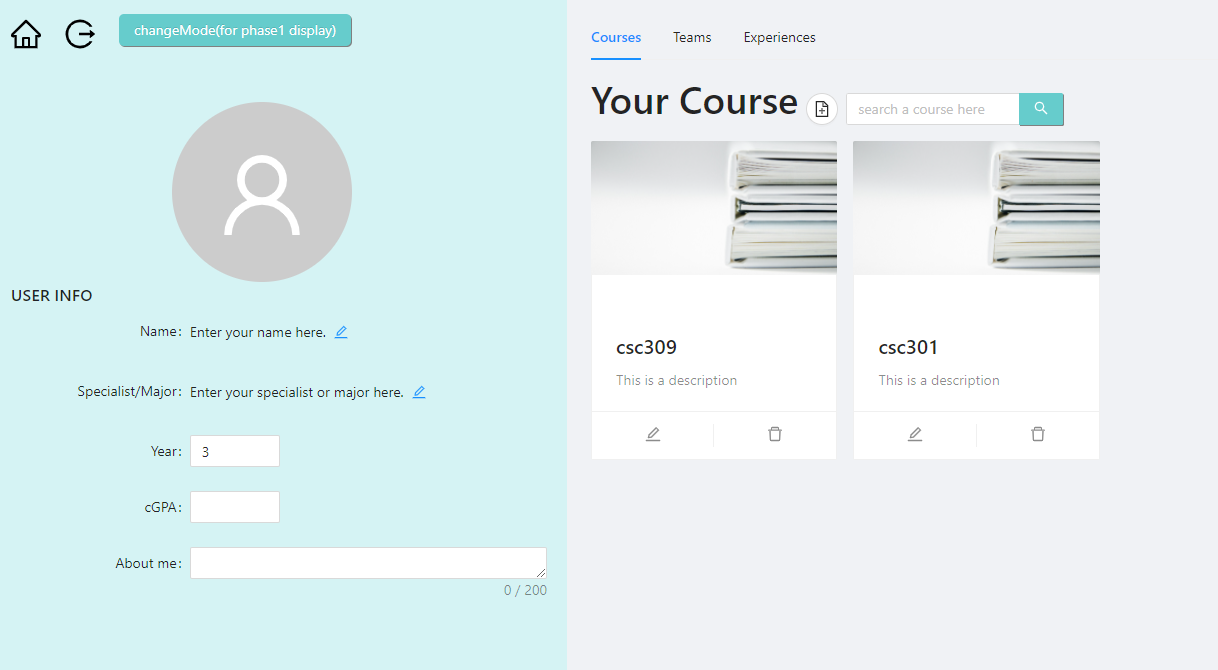 changeMode(for phase1 display)
USER INFO
Name: Enter your name here.
Specialist/Major: Enter your specialist or major here.
Year: 3
cGPA:
About me:
0 / 200
Courses Teams Experiences
Your Course search a course here
csc309
This is a description
csc301
This is a description